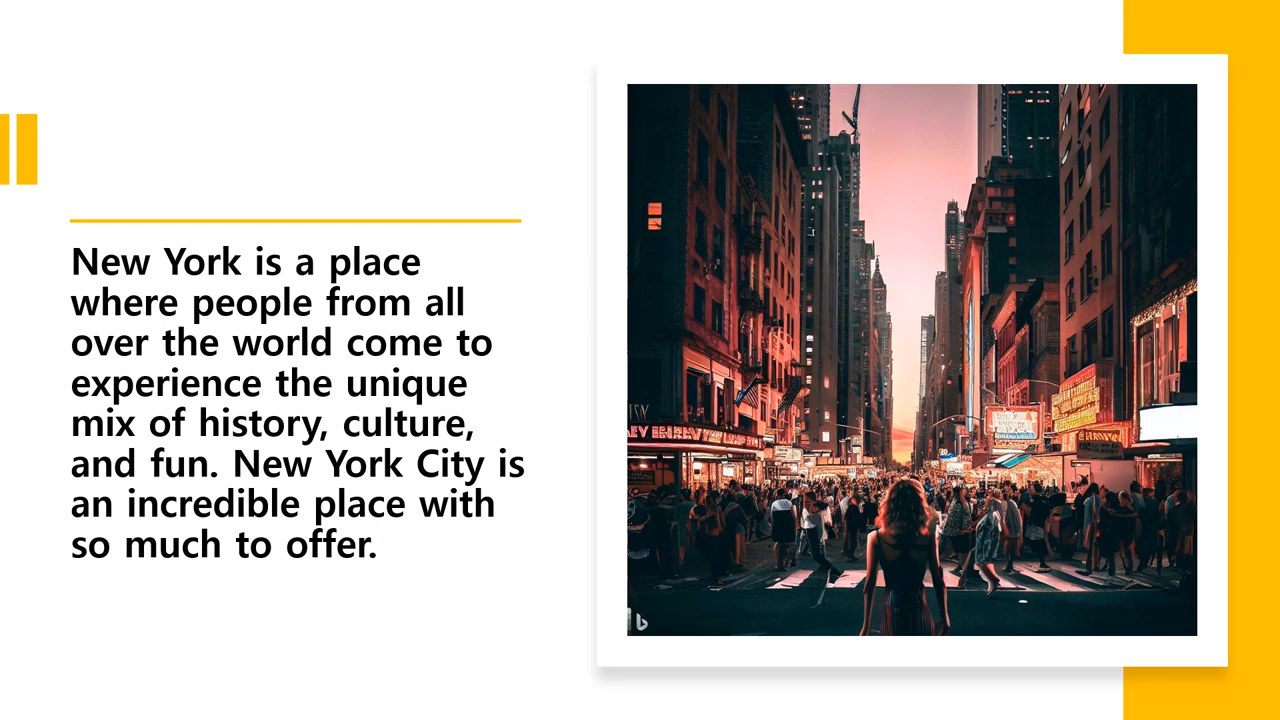 New York is a place
where people from all
over the world come to
experience the unique
mix of history, culture,
and fun. New York City is
an incredible place with
so much to offer.